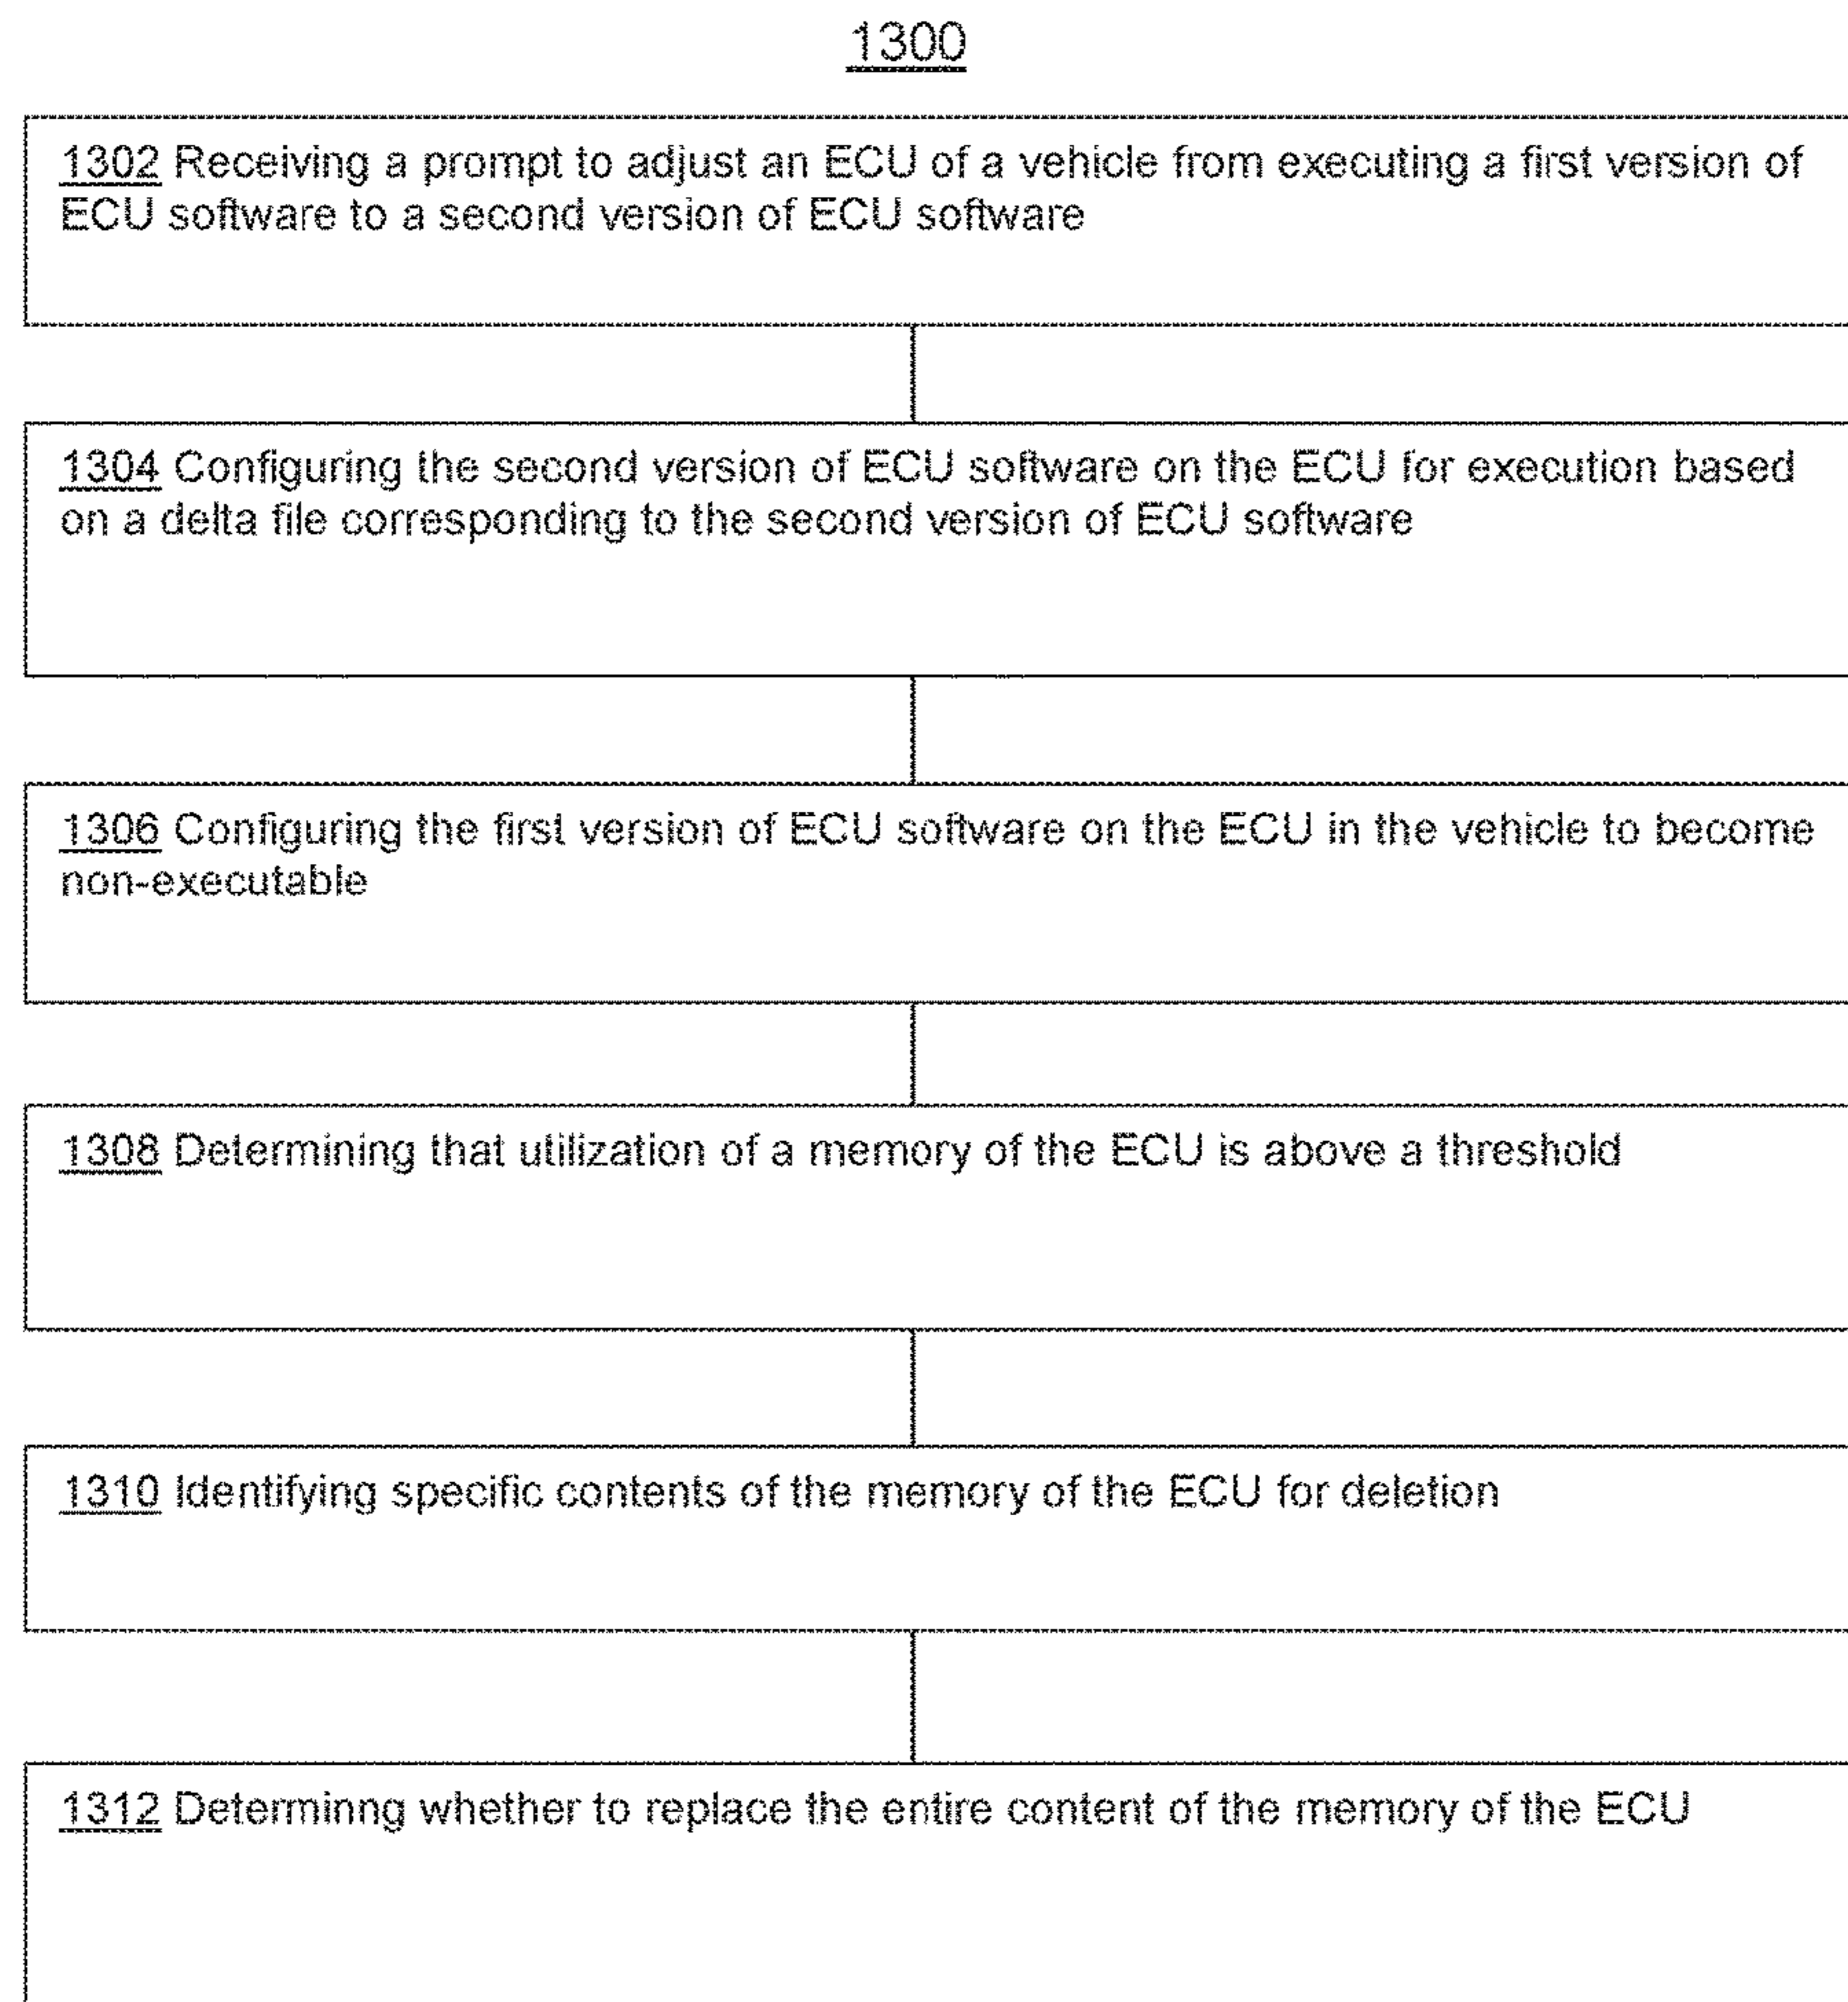 1300
1302 Receiving a prompt to adjust an ECU of a vehicle from executing a first version of
ECU software to a second version of ECU software
1304 Configuring the second version of ECU software on the ECU for execution based
on a delta file corresponding to the second version of ECU software
1306 Configuring the first version of ECU software on the ECU in the vehicle to become
non-executable
1308 Determining that utilization of a memory of the ECU is above a threshold
1310 Identifying specific contents of the memory of the ECU for deletion
1312 Determinng whether to replace the entire content of the memory of the ECU